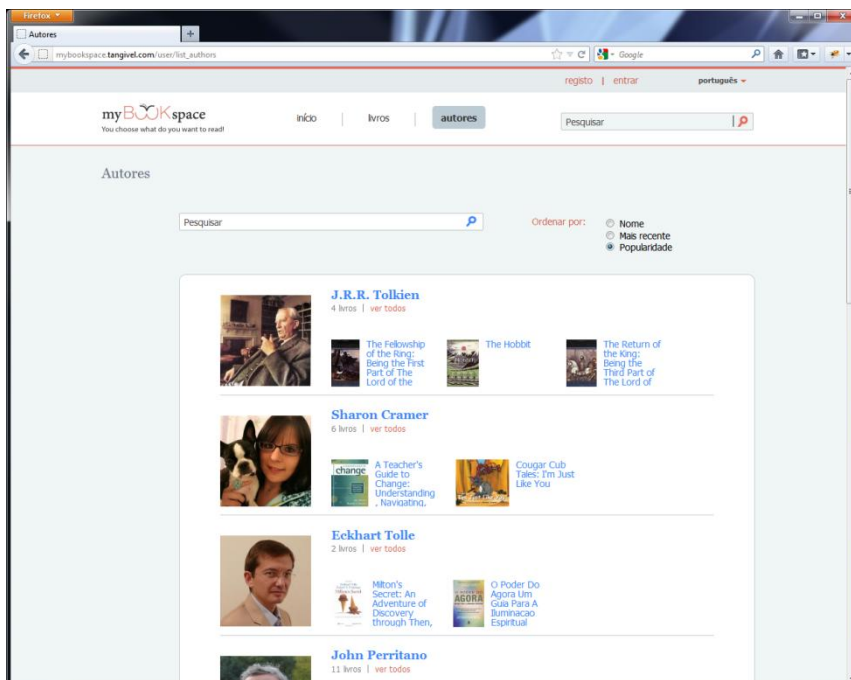 Firefox
Autores
mybookspace.tangivel.com/user/list_authors
Google
registo | entrar
português
myBOOKspace
You choose what do you want to read!
início | livros | autores
Pesquisar
Autores
Pesquisar
Ordenar por:
Nome
Mais recente
Popularidade
J.R.R. Tolkien
4 livros | ver todos
The Fellowship
of the Ring:
Being the First
Part of The
Lord of the
The Hobbit
The Return of
the King:
Being the
Third Part of
The Lord of
Sharon Cramer
6 livros | ver todos
change
A Teacher's
Guide to
Change:
Understanding
, Navigating,
Cougar Cub
Tales: I'm Just
Like You
Eckhart Tolle
2 livros | ver todos
Milton's
Secret: An
Adventure of
Discovery
through Then,
AGORA
O Poder Do
Agora Um
Guia Para A
Iluminacao
Espiritual
John Perritano
11 livros | ver todos